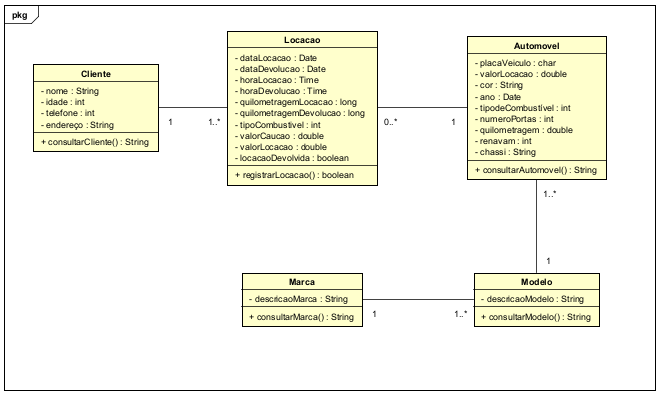 pkg
Cliente
- nome : String
- idade : int
- telefone : int
- endereço : String
+ consultarCliente() : String
1
1..*
Locacao
- dataLocacao : Date
- dataDevolucao : Date
- horaLocacao : Time
- horaDevolucao : Time
- quilometragemLocacao : long
- quilometragemDevolucao : long
- tipoCombustivel : int
- valorCaucao : double
- valorLocacao : double
- locacaoDevolvida : boolean
+ registrarLocacao() : boolean
0..*
1
Automovel
- placaVeiculo : char
- valorLocacao : double
- cor : String
- ano : Date
- tipodeCombustível : int
- numeroPortas : int
- quilometragem : double
- renavam : int
- chassi : String
+ consultarAutomovel() : String
1..*
1
Marca
- descricaoMarca : String
+ consultarMarca() : String
1
1..*
Modelo
- descricaoModelo : String
+ consultarModelo() : String